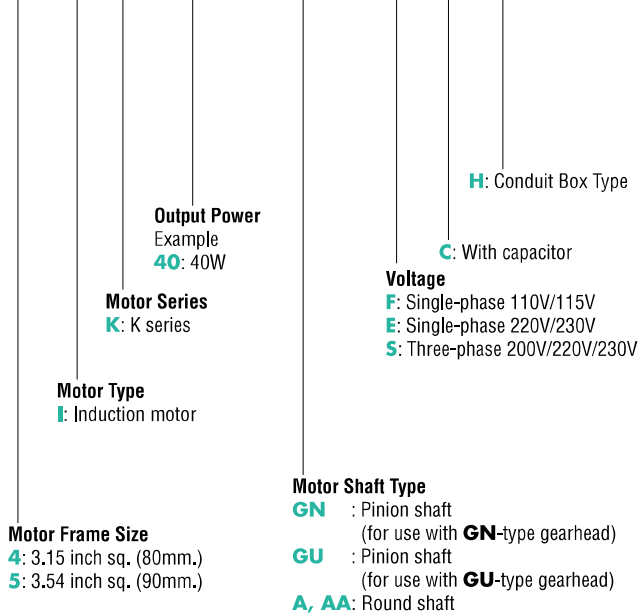 H: Conduit Box Type
Output Power
Example
40: 40W
C: With capacitor
Voltage
F: Single-phase 110V/115V
E: Single-phase 220V/230V
S: Three-phase 200V/220V/230V
Motor Series
K: K series
Motor Type
I: Induction motor
Motor Shaft Type
GN : Pinion shaft
(for use with GN-type gearhead)
GU : Pinion shaft
(for use with GU-type gearhead)
A, AA: Round shaft
Motor Frame Size
4: 3.15 inch sq. (80mm.)
5: 3.54 inch sq. (90mm.)